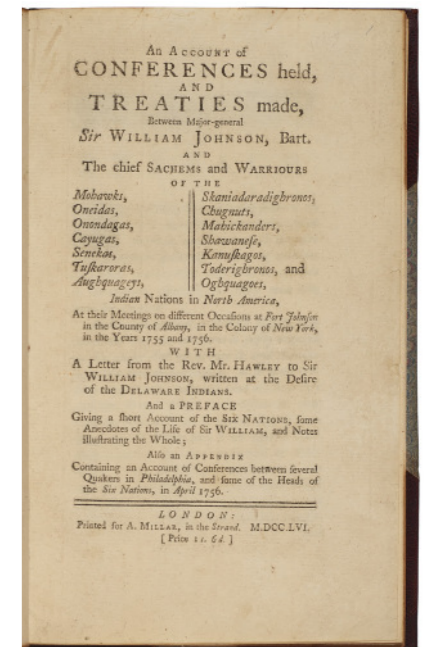 An ACCOUNT of
CONFERENCES held,
AND
TREATIES made,
Between Major-general
Sir WILLIAM JOHNSON, Bart.
AND
The chief SACHEMS and WARRIOURS
OF THE
Mohawks,
Oneidas,
Onondagas,
Cayugas,
Senekas,
Tuſkaroras,
Aughquageys,
Skaniadaradighronos,
Chugnuts,
Mahickanders,
Shawaneſe,
Kanuſkagos,
Toderighronos, and
Oghquagoes,
Indian Nations in North America,
At their Meetings on different Occaſions at Fort Johnſon
in the County of Albany, in the Colony of New York,
in the Years 1755 and 1756.
WITH
A Letter from the Rev. Mr. HAWLEY to Sir
WILLIAM JOHNSON, written at the Deſire
of the DELAWARE INDIANS.
And a PREFACE
Giving a ſhort Account of the SIX NATIONS, ſome
Anecdotes of the Life of Sir WILLIAM, and Notes
illuſtrating the Whole;
Alſo an APPENDIX
Containing an Account of Conferences between ſeveral
Quakers in Philadelphia, and ſome of the Heads of
the Six Nations, in April 1756.
LONDON:
Printed for A. MILLAR, in the Strand. M.DCC.LVI.
[ Price 1 s. 6 d. ]